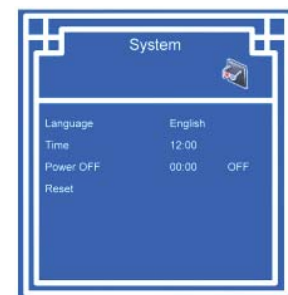 System
Language English
Time 12:00
Power OFF 00:00 OFF
Reset